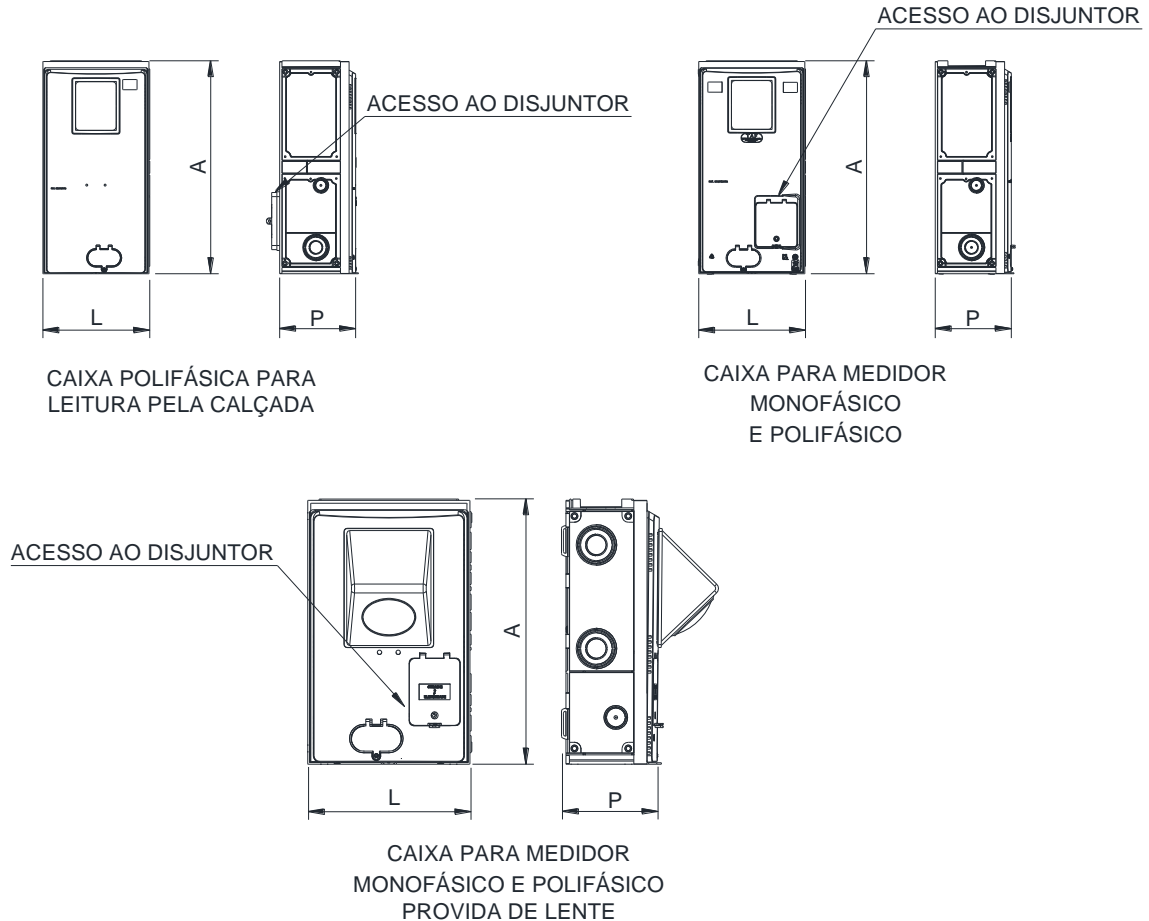 ACESSO AO DISJUNTOR
ACESSO AO DISJUNTOR
A
A
L
P
L
P
CAIXA POLIFÁSICA PARA
LEITURA PELA CALÇADA
CAIXA PARA MEDIDOR
MONOFÁSICO
E POLIFÁSICO
ACESSO AO DISJUNTOR
A
L
P
CAIXA PARA MEDIDOR
MONOFÁSICO E POLIFÁSICO
PROVIDA DE LENTE